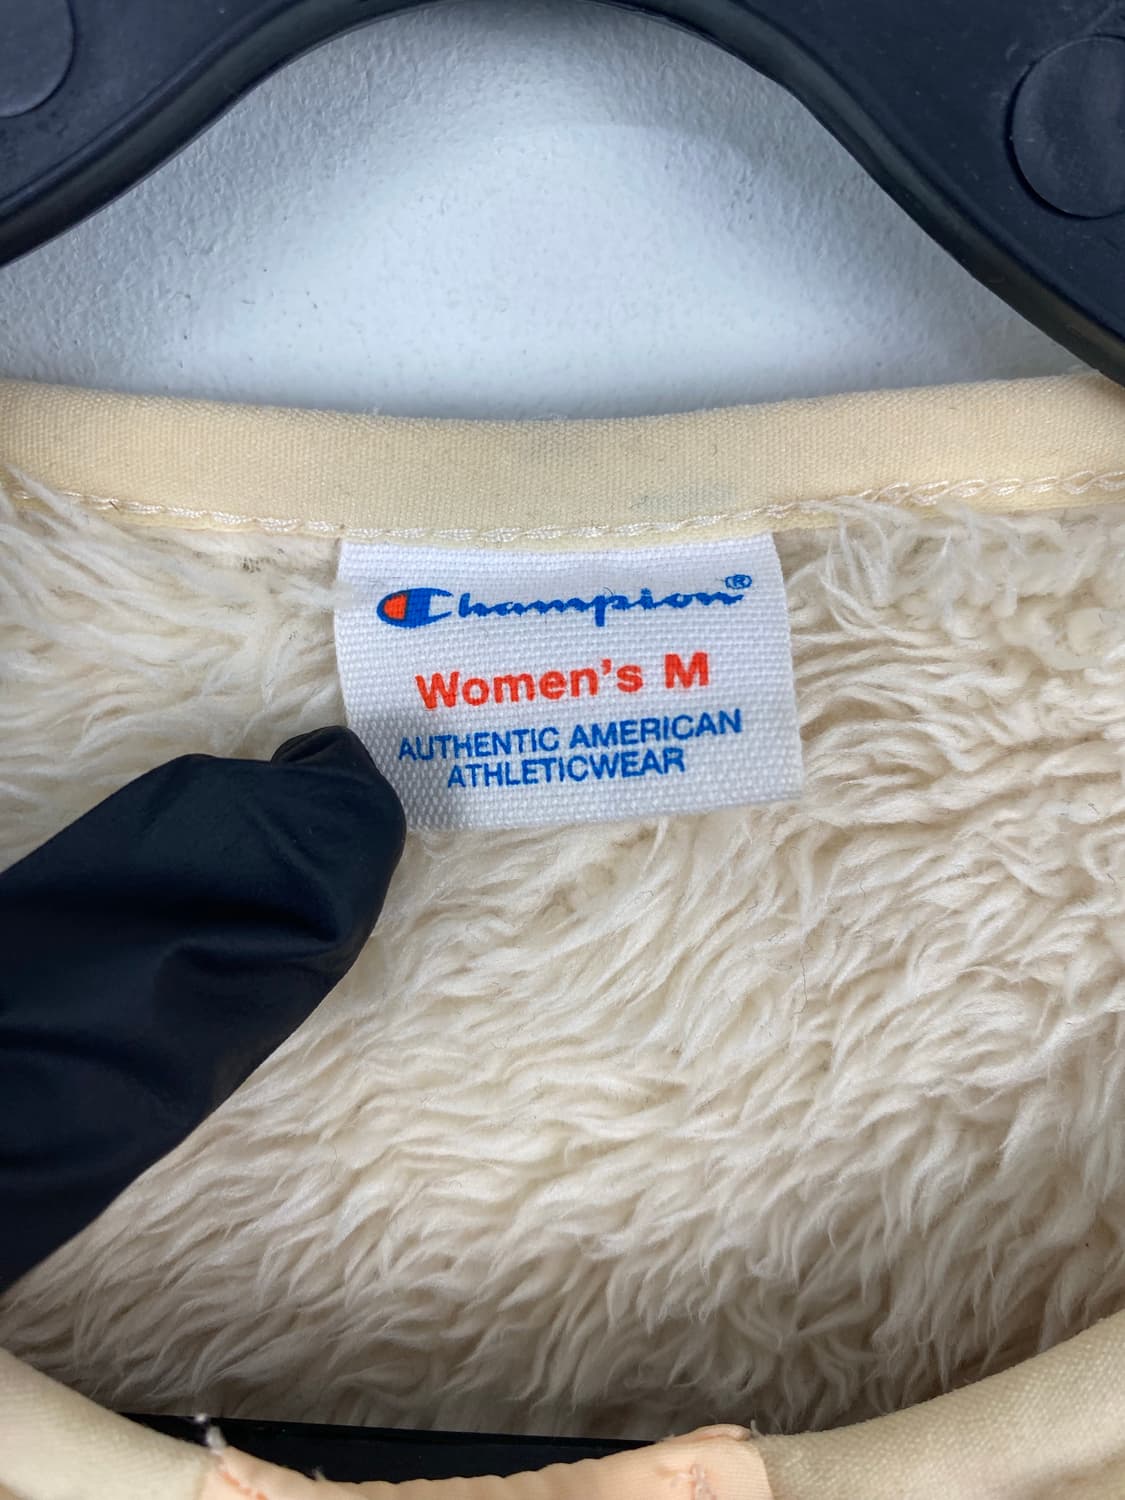 Champion®
Women's M
AUTHENTIC AMERICAN
ATHLETICWEAR